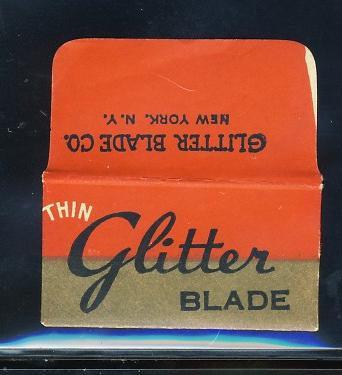 GLITTER BLADE CO.
NEW YORK. N.Y.
THIN
Glitter
BLADE